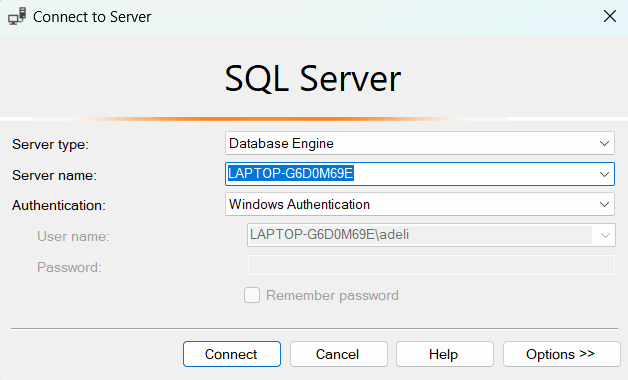 Connect to Server
SQL Server
Server type: Database Engine
Server name: LAPTOP-G6D0M69E
Authentication: Windows Authentication
User name: LAPTOP-G6D0M69E\adeli
Password:
Remember password
Connect Cancel Help Options >>